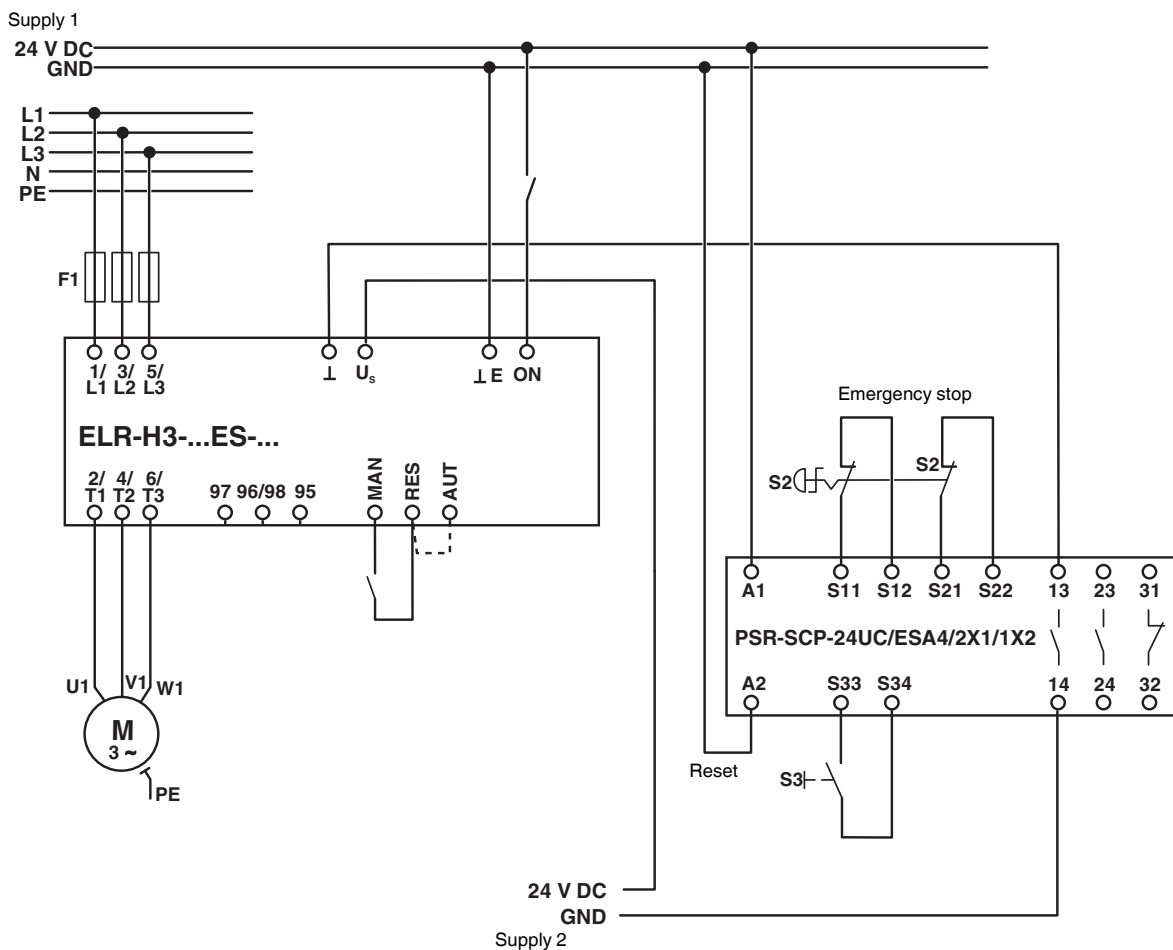 Supply 1
24 V DC
GND
L1
L2
L3
N
PE
F1
1/ 3/ 5/
L1 L2 L3
⊥ Us ⊥ E ON
ELR-H3-...ES-...
2/ 4/ 6/
T1 T2 T3
97 96/98 95
MAN
RES
AUT
U1 V1 W1
M
3 ~
PE
Emergency stop
S2 S2
A1 S11 S12 S21 S22 13 23 31
PSR-SCP-24UC/ESA4/2X1/1X2
A2 S33 S34 14 24 32
Reset
S3
24 V DC
GND
Supply 2